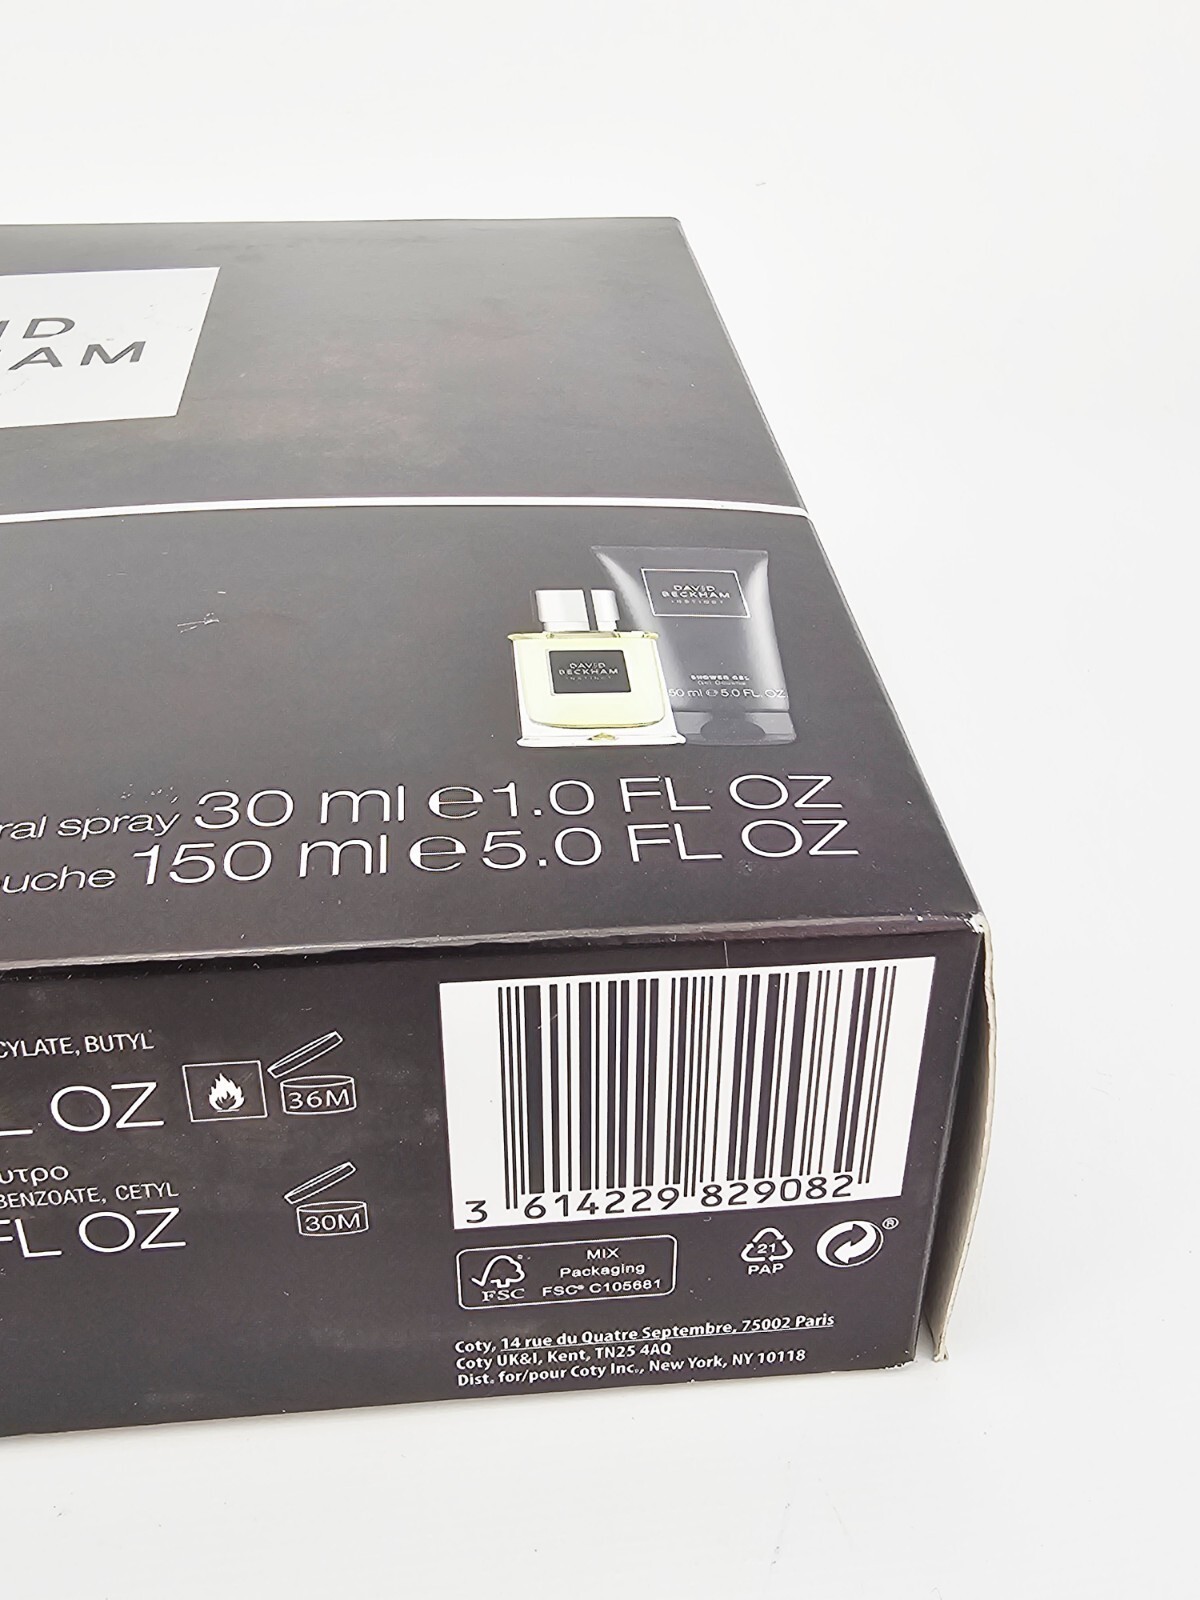 ID
AM
DAVID
BECKHAM
INSTINCT
SHOWER GEL
Gel Douche
50 ml e 5.0 FL. OZ
DAVID
BECKHAM
INSTINCT
ral spray 30 ml e 1.0 FL OZ
uche 150 ml e 5.0 FL OZ
CYLATE, BUTYL
L OZ
36M
υτρο
BENZOATE, CETYL
FL OZ
30M
3 614229 829082
FSC
MIX
Packaging
FSC® C105681
21
PAP
®
Coty, 14 rue du Quatre Septembre, 75002 Paris
Coty UK&I, Kent, TN25 4AQ
Dist. for/pour Coty Inc., New York, NY 10118